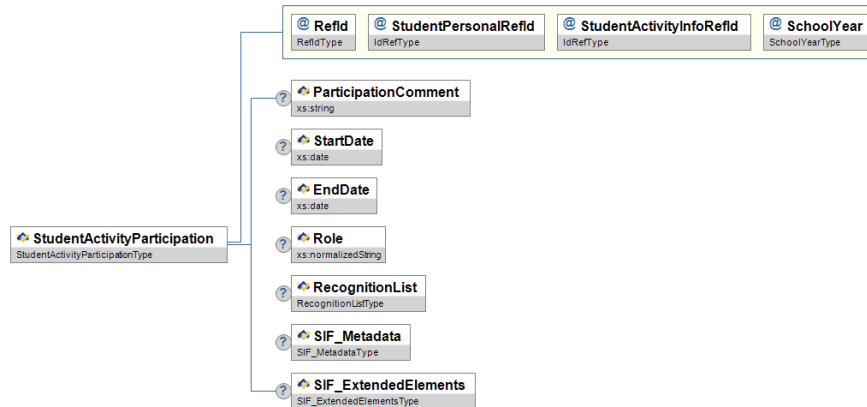 @ RefId
RefIdType
@ StudentPersonalRefId
IdRefType
@ StudentActivityInfoRefId
IdRefType
@ SchoolYear
SchoolYearType
? ParticipationComment
xs:string
? StartDate
xs:date
? EndDate
xs:date
StudentActivityParticipation
StudentActivityParticipationType
? Role
xs:normalizedString
? RecognitionList
RecognitionListType
? SIF_Metadata
SIF_MetadataType
? SIF_ExtendedElements
SIF_ExtendedElementsType